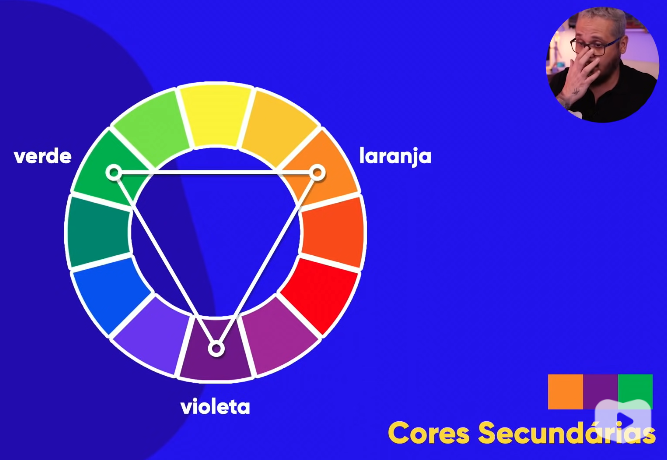 verde
laranja
violeta
Cores Secundárias